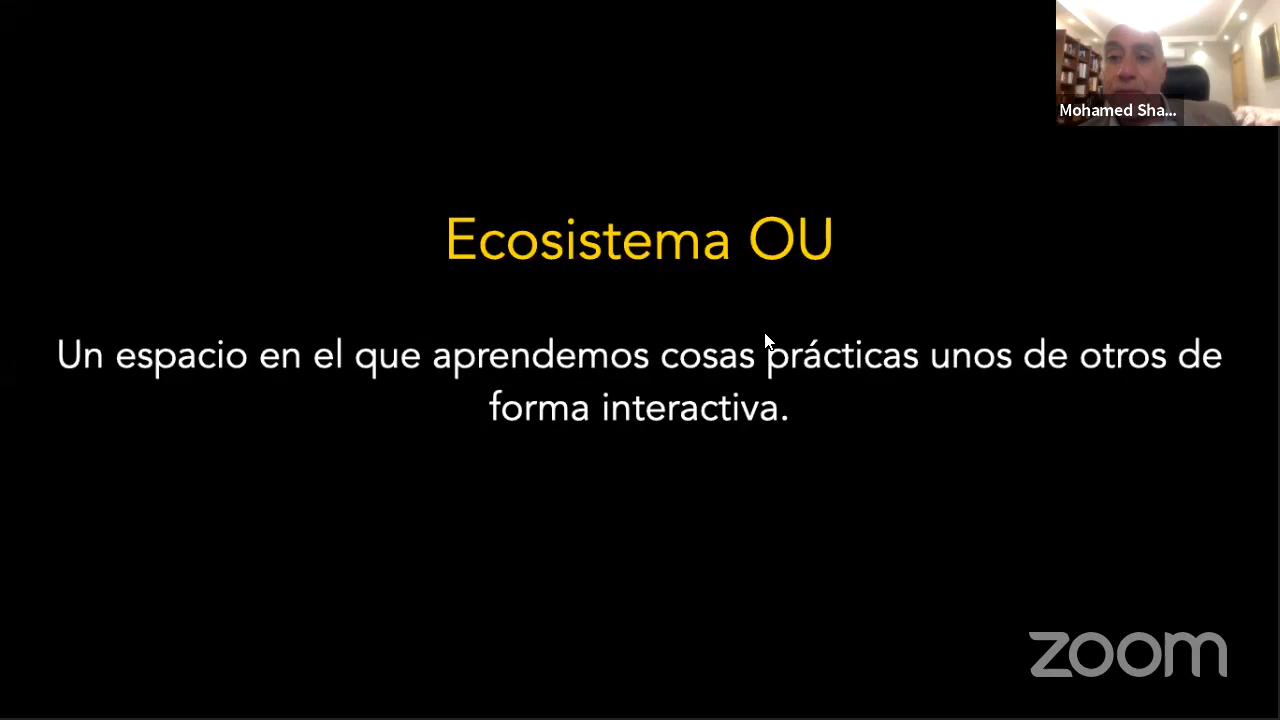 Mohamed Sha...
Ecosistema OU
Un espacio en el que aprendemos cosas prácticas unos de otros de
forma interactiva.
zoom